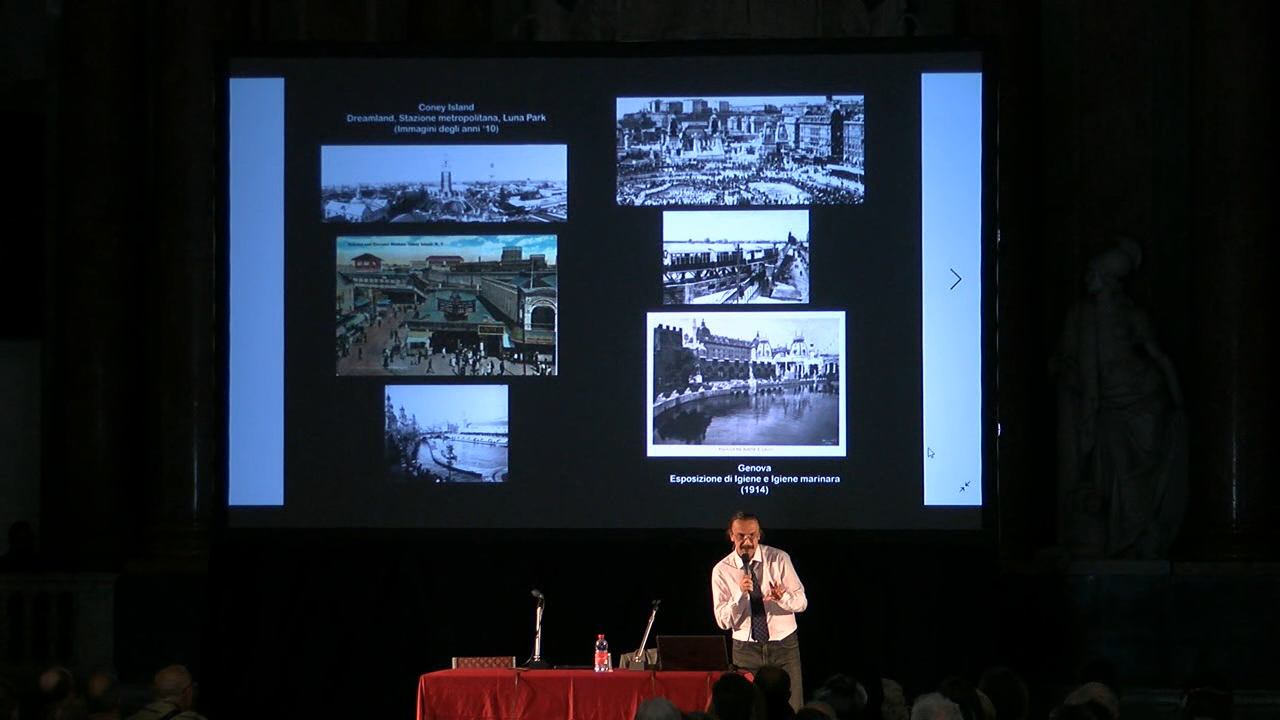 Coney Island
Dreamland, Stazione metropolitana, Luna Park
(Immagini degli anni '10)
Genova
Esposizione di Igiene e Igiene marinara
(1914)